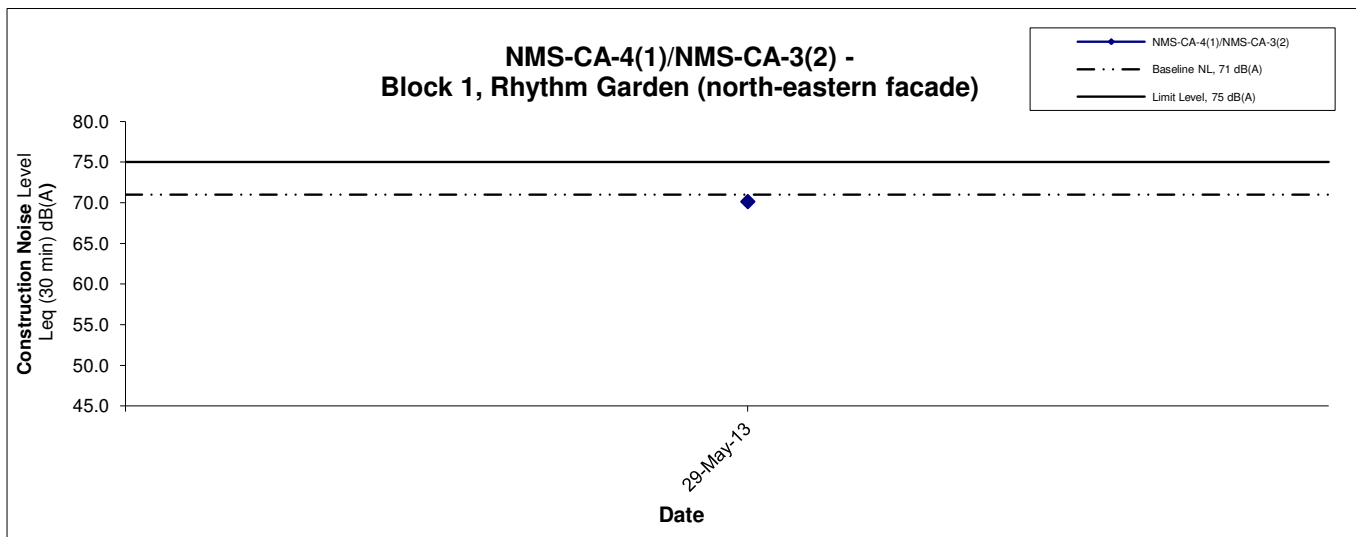 NMS-CA-4(1)/NMS-CA-3(2) -
Block 1, Rhythm Garden (north-eastern facade)
NMS-CA-4(1)/NMS-CA-3(2)
Baseline NL, 71 dB(A)
Limit Level, 75 dB(A)
Construction Noise Level
Leq (30 min) dB(A)
80.0
75.0
70.0
65.0
60.0
55.0
50.0
45.0
29-May-13
Date